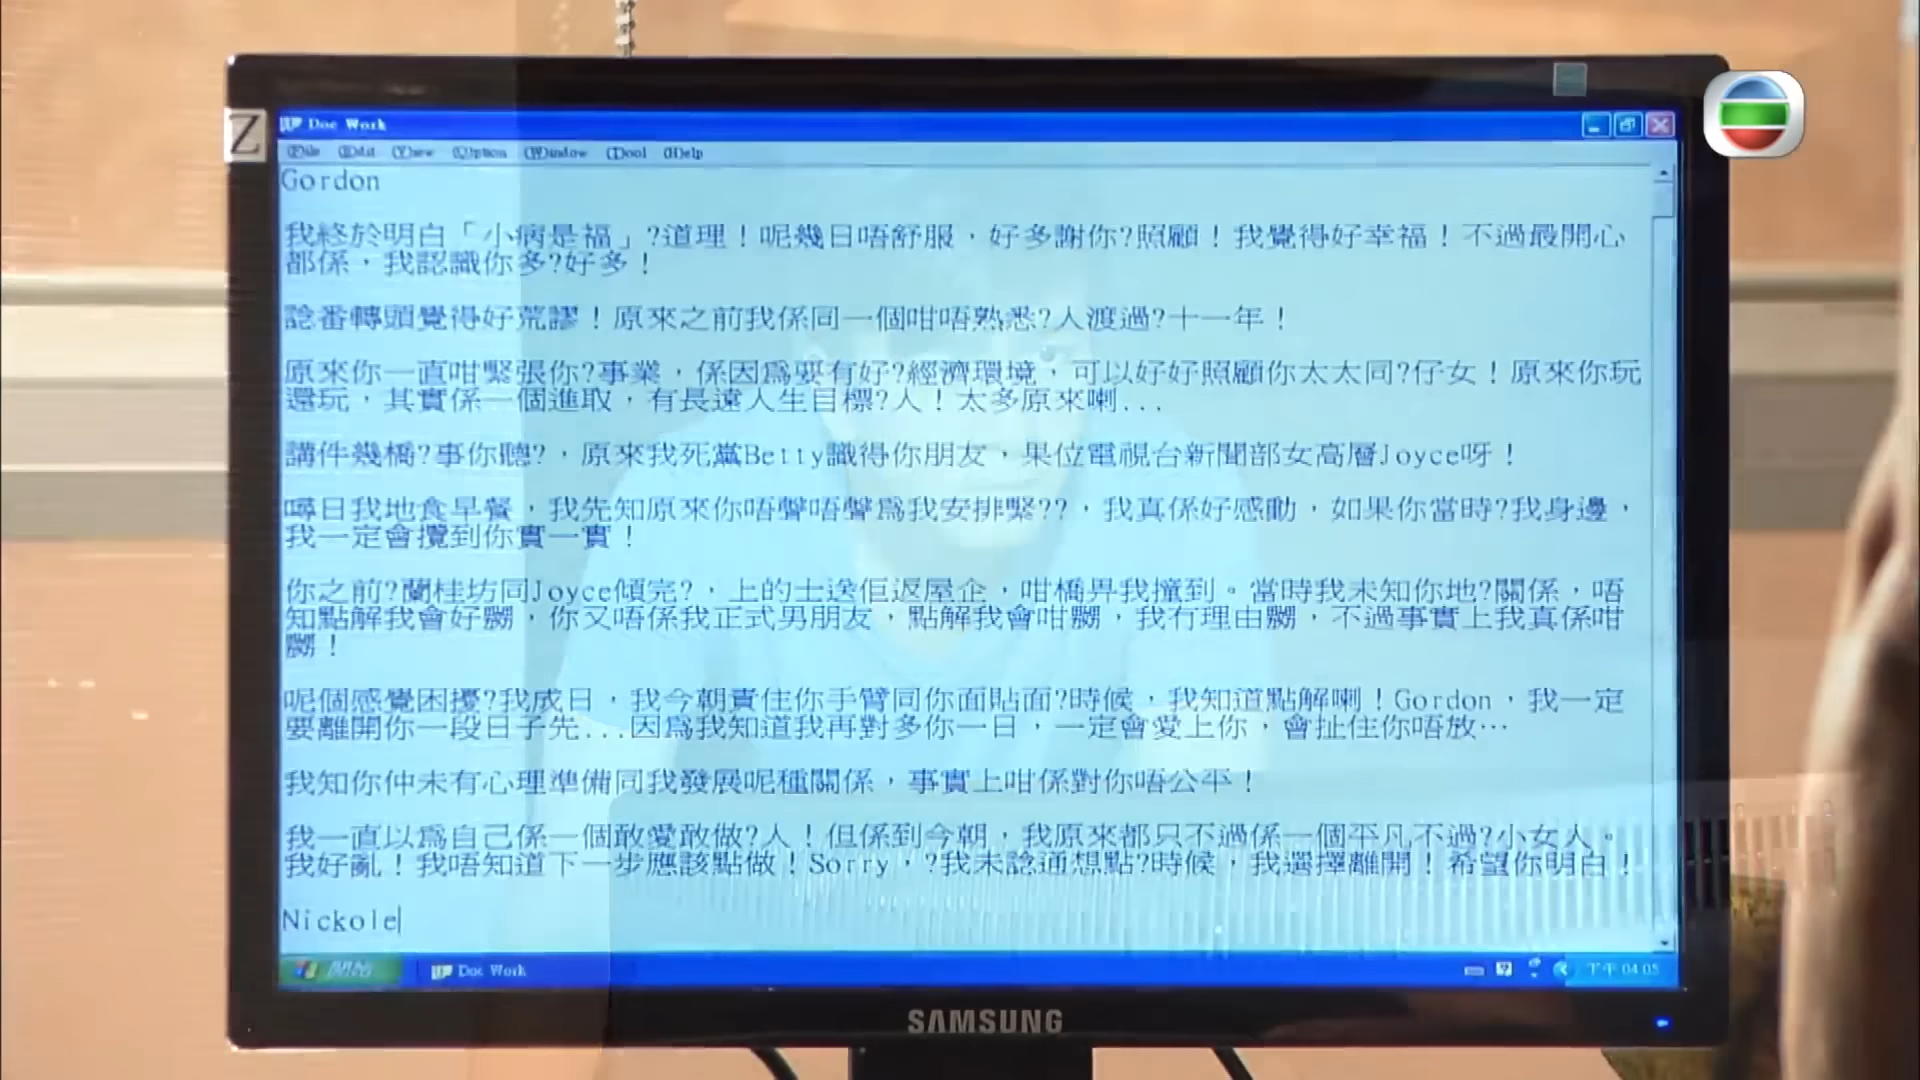 Z
Doc Work
(F)ile (E)dit (V)iew (O)ption (W)indow (T)ool (H)elp
Gordon
我終於明白「小病是福」?道理！呢幾日唔舒服，好多謝你?照顧！我覺得好幸福！不過最開心
都係，我認識你多?好多！
諗番轉頭覺得好荒謬！原來之前我係同一個咁唔熟悉?人渡過?十一年！
原來你一直咁緊張你?事業，係因為要有好?經濟環境，可以好好照顧你太太同?仔女！原來你玩
還玩，其實係一個進取，有長遠人生目標?人！太多原來喇...
講件幾橋?事你聽?，原來我死黨Betty識得你朋友，果位電視台新聞部女高層Joyce呀！
噚日我地食早餐，我先知原來你唔聲唔聲為我安排緊??，我真係好感動，如果你當時?我身邊，
我一定會攬到你實一實！
你之前?蘭桂坊同Joyce傾完?，上的士送佢返屋企，咁橋畀我撞到。當時我未知你地?關係，唔
知點解我會好嬲，你又唔係我正式男朋友，點解我會咁嬲，我冇理由嬲，不過事實上我真係咁
嬲！
呢個感覺困擾?我成日，我今朝責住你手臂同你面貼面?時候，我知道點解喇！Gordon，我一定
要離開你一段日子先...因為我知道我再對多你一日，一定會愛上你，會扯住你唔放…
我知你仲未有心理準備同我發展呢種關係，事實上咁係對你唔公平！
我一直以為自己係一個敢愛敢做?人！但係到今朝，我原來都只不過係一個平凡不過?小女人。
我好亂！我唔知道下一步應該點做！Sorry，?我未諗通想點?時候，我選擇離開！希望你明白！
Nickole
開始
Doc Work
下午 04:05
SAMSUNG